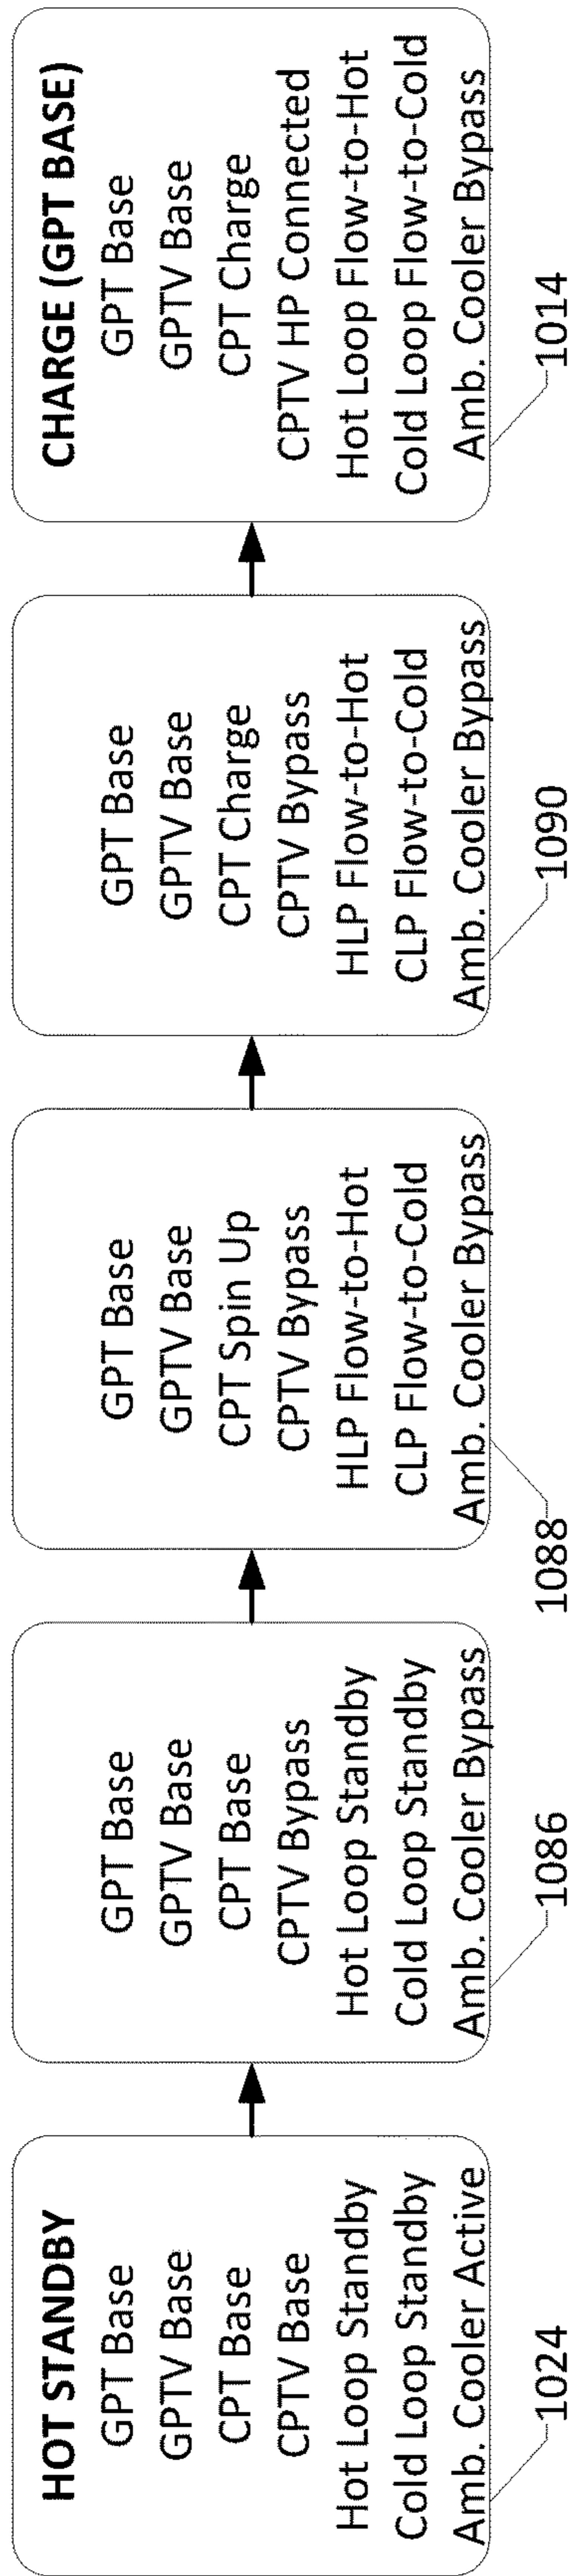 HOT STANDBY
GPT Base
GPTV Base
CPT Base
CPTV Base
Hot Loop Standby
Cold Loop Standby
Amb. Cooler Active
1024
GPT Base
GPTV Base
CPT Base
CPTV Bypass
Hot Loop Standby
Cold Loop Standby
Amb. Cooler Bypass
1086
GPT Base
GPTV Base
CPT Spin Up
CPTV Bypass
HLP Flow-to-Hot
CLP Flow-to-Cold
Amb. Cooler Bypass
1088
GPT Base
GPTV Base
CPT Charge
CPTV Bypass
HLP Flow-to-Hot
CLP Flow-to-Cold
Amb. Cooler Bypass
1090
CHARGE (GPT BASE)
GPT Base
GPTV Base
CPT Charge
CPTV HP Connected
Hot Loop Flow-to-Hot
Cold Loop Flow-to-Cold
Amb. Cooler Bypass
1014